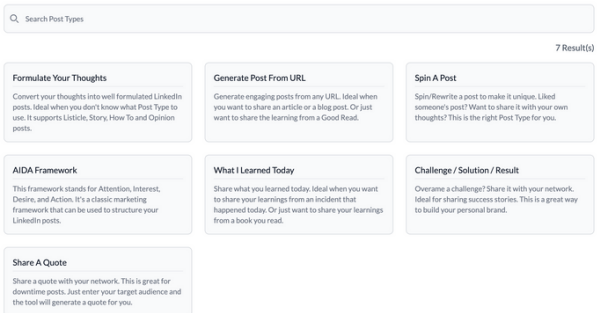 Search Post Types
7 Result(s)
Formulate Your Thoughts
Convert your thoughts into well formulated LinkedIn
posts. Ideal when you don't know what Post Type to
use. It supports Listicle, Story, How To and Opinion
posts.
Generate Post From URL
Generate engaging posts from any URL. Ideal when
you want to share an article or a blog post. Or just
want to share the learning from a Good Read.
Spin A Post
Spin/Rewrite a post to make it unique. Liked
someone's post? Want to share it with your own
thoughts? This is the right Post Type for you.
AIDA Framework
This framework stands for Attention, Interest,
Desire, and Action. It's a classic marketing
framework that can be used to structure your
LinkedIn posts.
What I Learned Today
Share what you learned today. Ideal when you want
to share your learnings from an incident that
happened today. Or just want to share your learnings
from a book you read.
Challenge / Solution / Result
Overame a challenge? Share it with your network.
Ideal for sharing success stories. This is a great way
to build your personal brand.
Share A Quote
Share a quote with your network. This is great for
downtime posts. Just enter your target audience and
the tool will generate a quote for you.